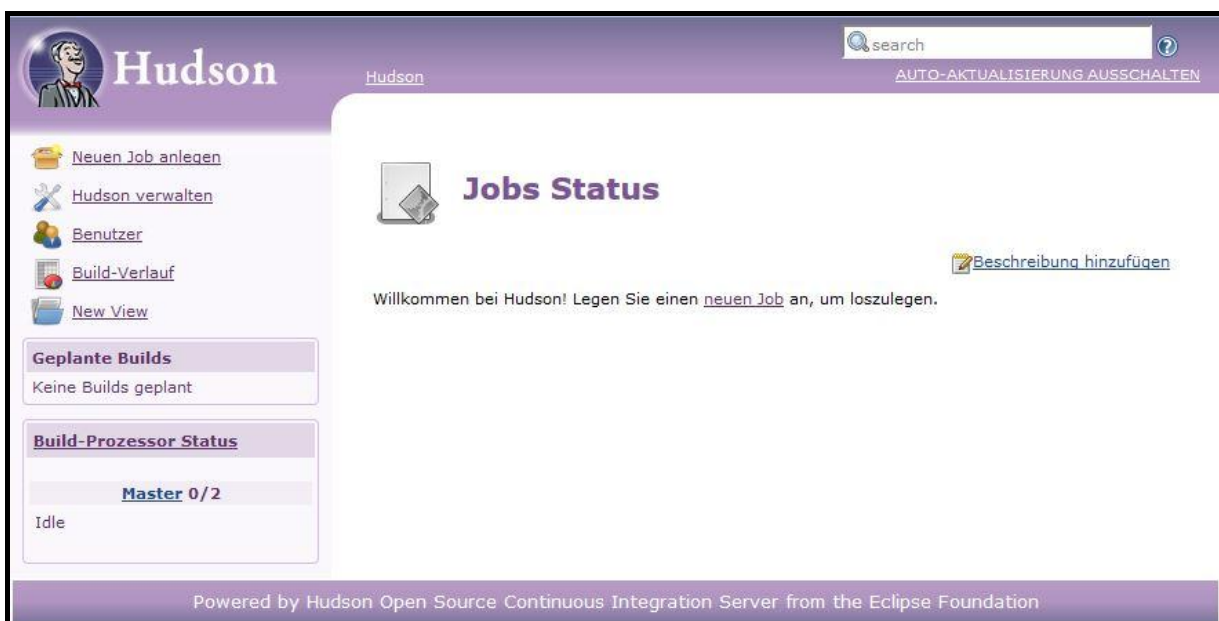 Hudson
Hudson
search
AUTO-AKTUALISIERUNG AUSSCHALTEN
Neuen Job anlegen
Hudson verwalten
Benutzer
Build-Verlauf
New View
Geplante Builds
Keine Builds geplant
Build-Prozessor Status
Master 0/2
Idle
Jobs Status
Beschreibung hinzufügen
Willkommen bei Hudson! Legen Sie einen neuen Job an, um loszulegen.
Powered by Hudson Open Source Continuous Integration Server from the Eclipse Foundation